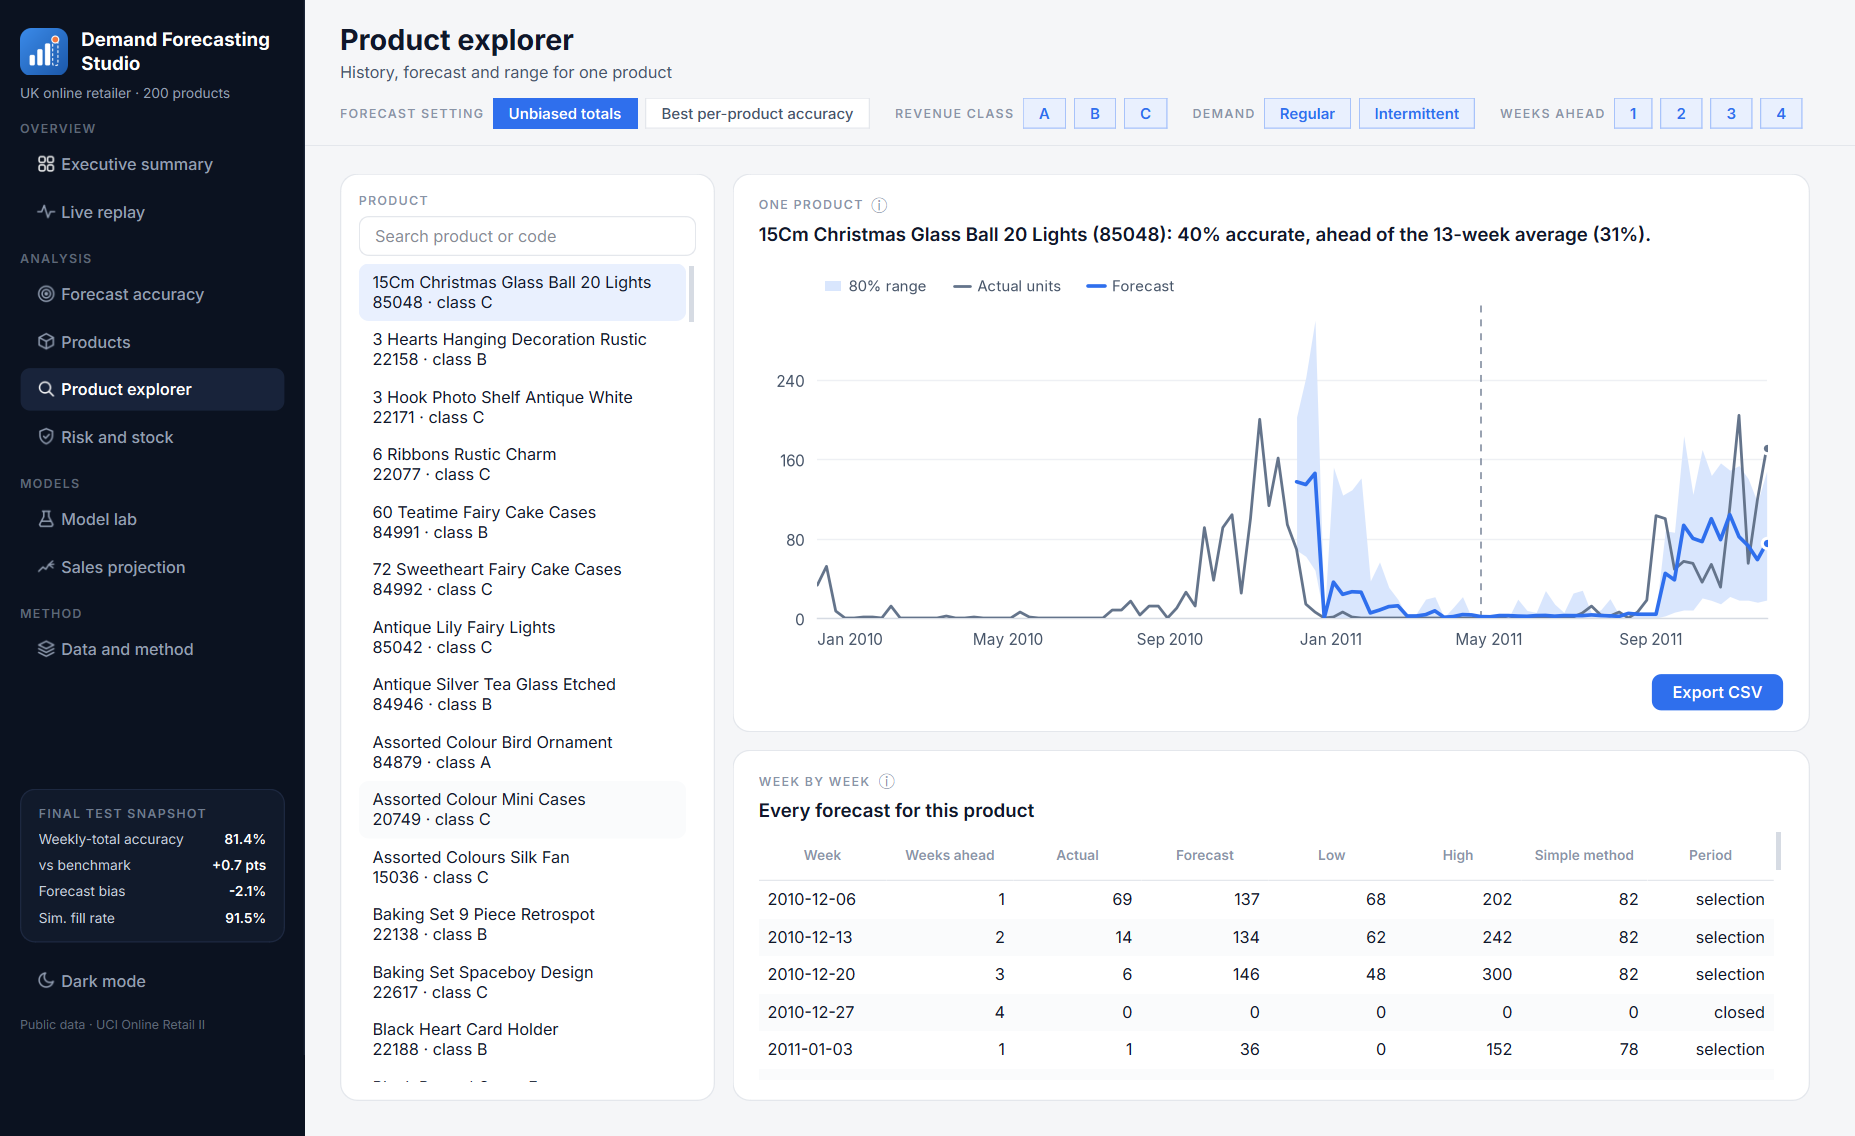 Demand Forecasting
Studio
UK online retailer · 200 products
OVERVIEW
Executive summary
Live replay
ANALYSIS
Forecast accuracy
Products
Product explorer
Risk and stock
MODELS
Model lab
Sales projection
METHOD
Data and method
FINAL TEST SNAPSHOT
Weekly-total accuracy 81.4%
vs benchmark +0.7 pts
Forecast bias -2.1%
Sim. fill rate 91.5%
Dark mode
Public data · UCI Online Retail II
Product explorer
History, forecast and range for one product
FORECAST SETTING Unbiased totals Best per-product accuracy REVENUE CLASS A B C DEMAND Regular Intermittent WEEKS AHEAD 1 2 3 4
PRODUCT
Search product or code
15Cm Christmas Glass Ball 20 Lights
85048 · class C
3 Hearts Hanging Decoration Rustic
22158 · class B
3 Hook Photo Shelf Antique White
22171 · class C
6 Ribbons Rustic Charm
22077 · class C
60 Teatime Fairy Cake Cases
84991 · class B
72 Sweetheart Fairy Cake Cases
84992 · class C
Antique Lily Fairy Lights
85042 · class C
Antique Silver Tea Glass Etched
84946 · class B
Assorted Colour Bird Ornament
84879 · class A
Assorted Colour Mini Cases
20749 · class C
Assorted Colours Silk Fan
15036 · class C
Baking Set 9 Piece Retrospot
22138 · class B
Baking Set Spaceboy Design
22617 · class C
Black Heart Card Holder
22188 · class B
ONE PRODUCT
15Cm Christmas Glass Ball 20 Lights (85048): 40% accurate, ahead of the 13-week average (31%).
80% range Actual units Forecast
240
160
80
0
Jan 2010 May 2010 Sep 2010 Jan 2011 May 2011 Sep 2011
Export CSV
WEEK BY WEEK
Every forecast for this product
Week Weeks ahead Actual Forecast Low High Simple method Period
2010-12-06 1 69 137 68 202 82 selection
2010-12-13 2 14 134 62 242 82 selection
2010-12-20 3 6 146 48 300 82 selection
2010-12-27 4 0 0 0 0 0 closed
2011-01-03 1 1 36 0 152 78 selection